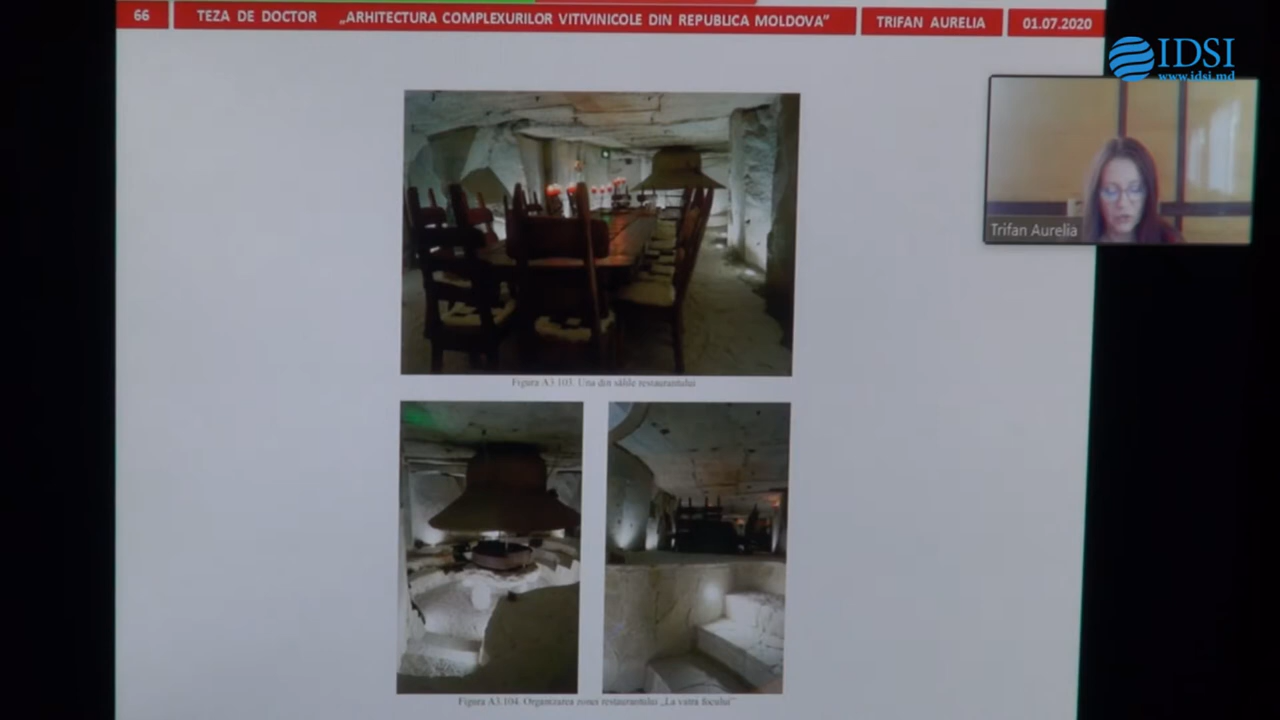 66
TEZA DE DOCTOR „ARHITECTURA COMPLEXURILOR VITIVINICOLE DIN REPUBLICA MOLDOVA”
TRIFAN AURELIA
01.07.2020
IDSI
www.idsi.md
Trifan Aurelia
Figura A3.103. Una din sălile restaurantului
Figura A3.104. Organizarea zonei restaurantului „La vatra focului”